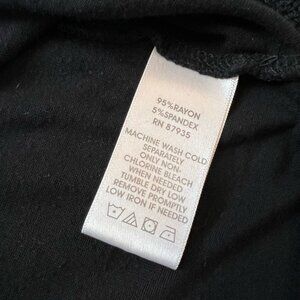 95%RAYON
5%SPANDEX
RN 87935
MACHINE WASH COLD
SEPARATELY
ONLY NON-
CHLORINE BLEACH
WHEN NEEDED
TUMBLE DRY LOW
REMOVE PROMPTLY
LOW IRON IF NEEDED